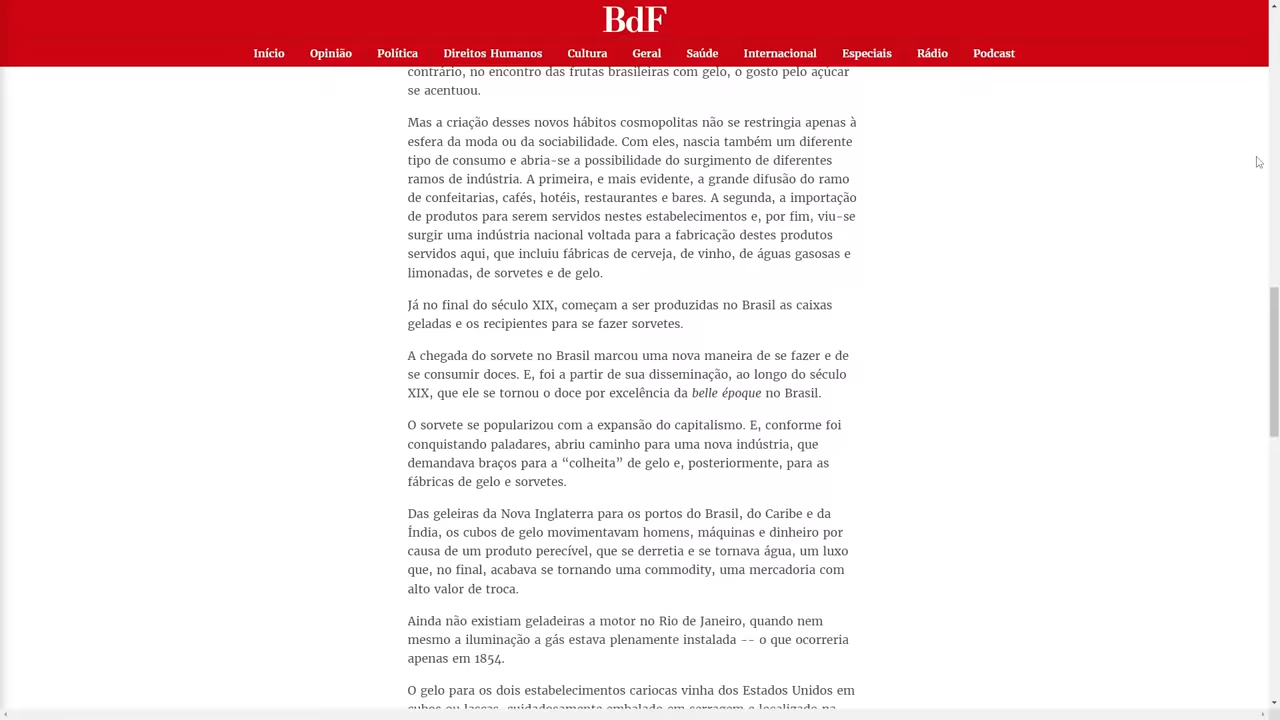 BdF
Início Opinião Política Direitos Humanos Cultura Geral Saúde Internacional Especiais Rádio Podcast
contrário, no encontro das frutas brasileiras com gelo, o gosto pelo açúcar
se acentuou.
Mas a criação desses novos hábitos cosmopolitas não se restringia apenas à
esfera da moda ou da sociabilidade. Com eles, nascia também um diferente
tipo de consumo e abria-se a possibilidade do surgimento de diferentes
ramos de indústria. A primeira, e mais evidente, a grande difusão do ramo
de confeitarias, cafés, hotéis, restaurantes e bares. A segunda, a importação
de produtos para serem servidos nestes estabelecimentos e, por fim, viu-se
surgir uma indústria nacional voltada para a fabricação destes produtos
servidos aqui, que incluiu fábricas de cerveja, de vinho, de águas gasosas e
limonadas, de sorvetes e de gelo.
Já no final do século XIX, começam a ser produzidas no Brasil as caixas
geladas e os recipientes para se fazer sorvetes.
A chegada do sorvete no Brasil marcou uma nova maneira de se fazer e de
se consumir doces. E, foi a partir de sua disseminação, ao longo do século
XIX, que ele se tornou o doce por excelência da belle époque no Brasil.
O sorvete se popularizou com a expansão do capitalismo. E, conforme foi
conquistando paladares, abriu caminho para uma nova indústria, que
demandava braços para a “colheita” de gelo e, posteriormente, para as
fábricas de gelo e sorvetes.
Das geleiras da Nova Inglaterra para os portos do Brasil, do Caribe e da
Índia, os cubos de gelo movimentavam homens, máquinas e dinheiro por
causa de um produto perecível, que se derretia e se tornava água, um luxo
que, no final, acabava se tornando uma commodity, uma mercadoria com
alto valor de troca.
Ainda não existiam geladeiras a motor no Rio de Janeiro, quando nem
mesmo a iluminação a gás estava plenamente instalada -- o que ocorreria
apenas em 1854.
O gelo para os dois estabelecimentos cariocas vinha dos Estados Unidos em
cubos ou lascas, cuidadosamente embalado em serragem e localizado na